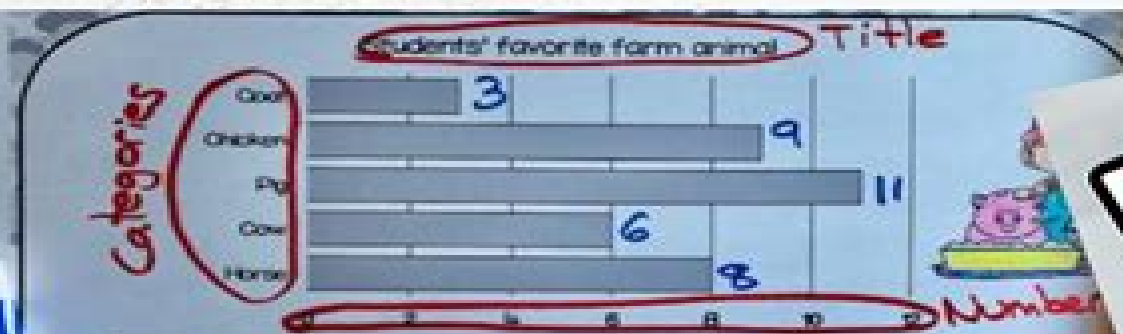 Students' favorite farm animal Title
Categories
Goat 3
Chicken 9
Pig 11
Cow 6
Horse 8
0 2 4 6 8 10 12 Number